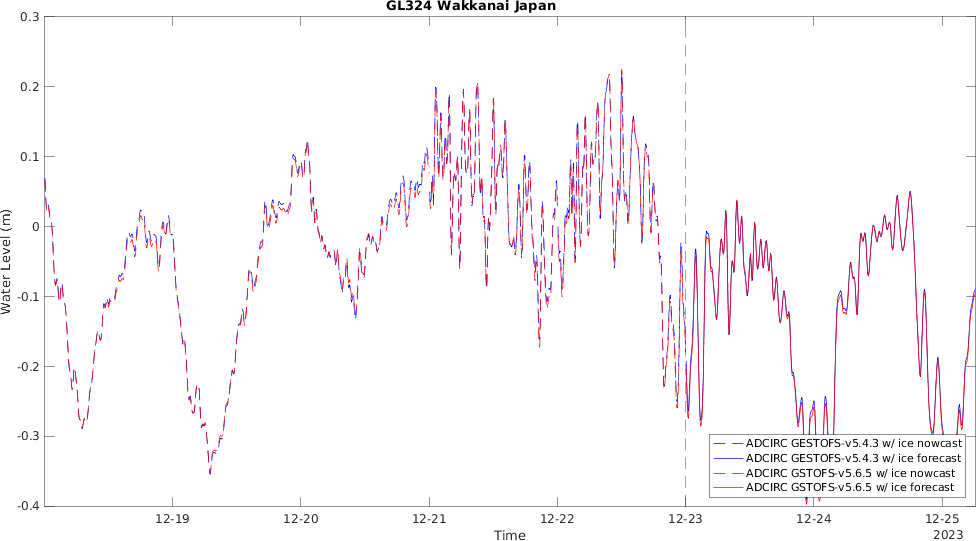 GL324 Wakkanai Japan
0.3
0.2
0.1
0
-0.1
-0.2
-0.3
-0.4
Water Level (m)
ADCIRC GESTOFS-v5.4.3 w/ ice nowcast
ADCIRC GESTOFS-v5.4.3 w/ ice forecast
ADCIRC GSTOFS-v5.6.5 w/ ice nowcast
ADCIRC GSTOFS-v5.6.5 w/ ice forecast
12-19 12-20 12-21 12-22 12-23 12-24 12-25
Time 2023